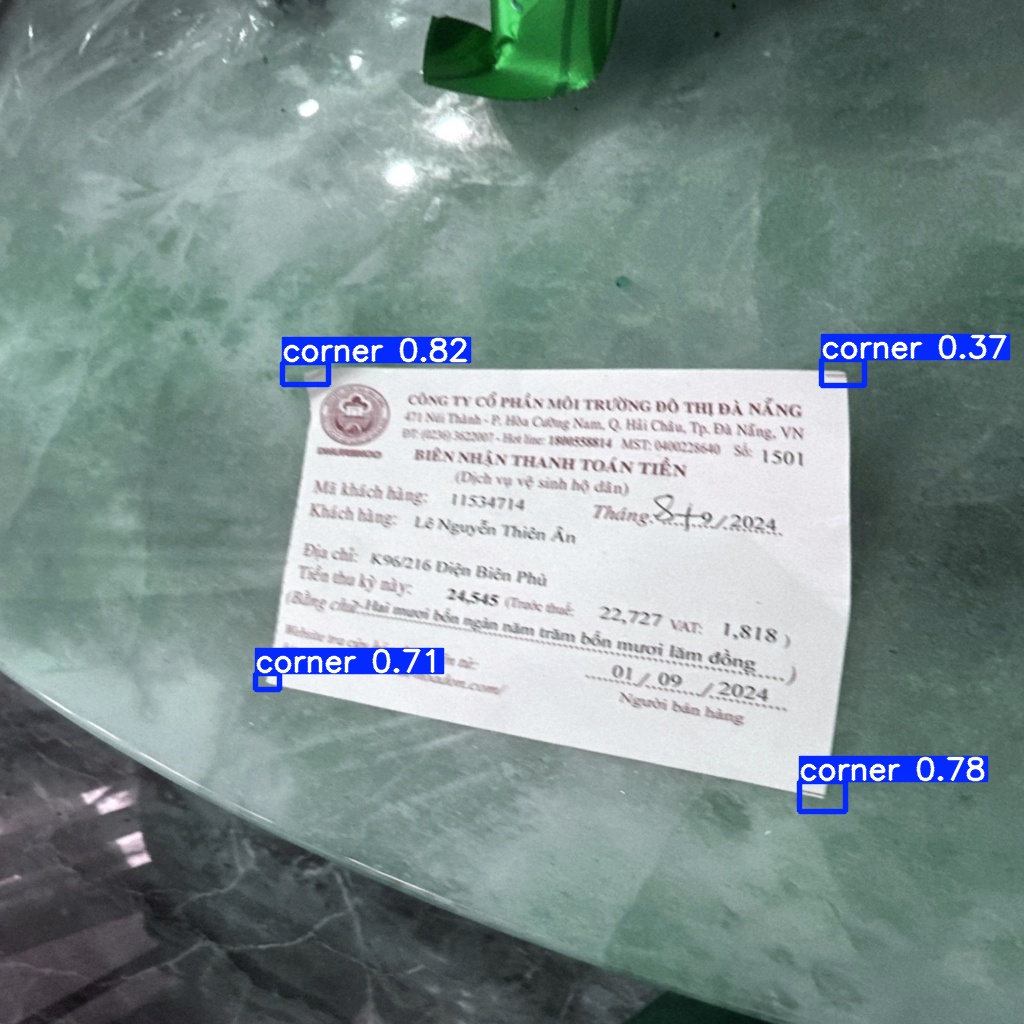 corner 0.82
corner 0.37
CÔNG TY CỔ PHẦN MÔI TRƯỜNG ĐÔ THỊ ĐÀ NẴNG
471 Núi Thành - P. Hòa Cường Nam, Q. Hải Châu, Tp. Đà Nẵng, VN
ĐT: (0236) 3622007 - Hot line: 1800558814 MST: 0400228640 Số: 1501
BIÊN NHẬN THANH TOÁN TIỀN
(Dịch vụ vệ sinh hộ dân)
Mã khách hàng: 11534714
Tháng 8+9/2024
Khách hàng: Lê Nguyễn Thiên Ân
Địa chỉ: K96/216 Điện Biên Phủ
Tiền thu kỳ này: 24,545 (Trước thuế: 22,727 VAT: 1,818 )
(Bằng chữ: Hai mươi bốn ngàn năm trăm bốn mươi lăm đồng )
Website tra cứu
corner 0.71
01/ 09 / 2024
Người bán hàng
corner 0.78